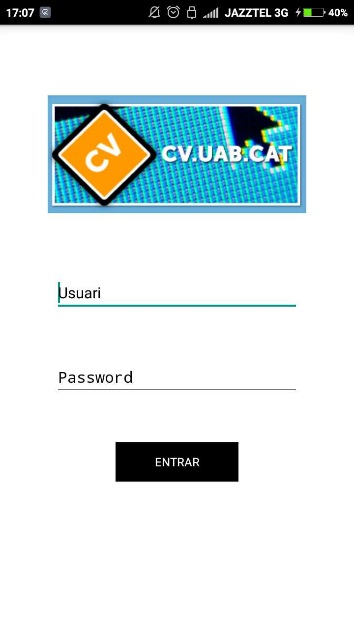 17:07 JAZZTEL 3G 40%
CV CV.UAB.CAT
Usuari
Password
ENTRAR